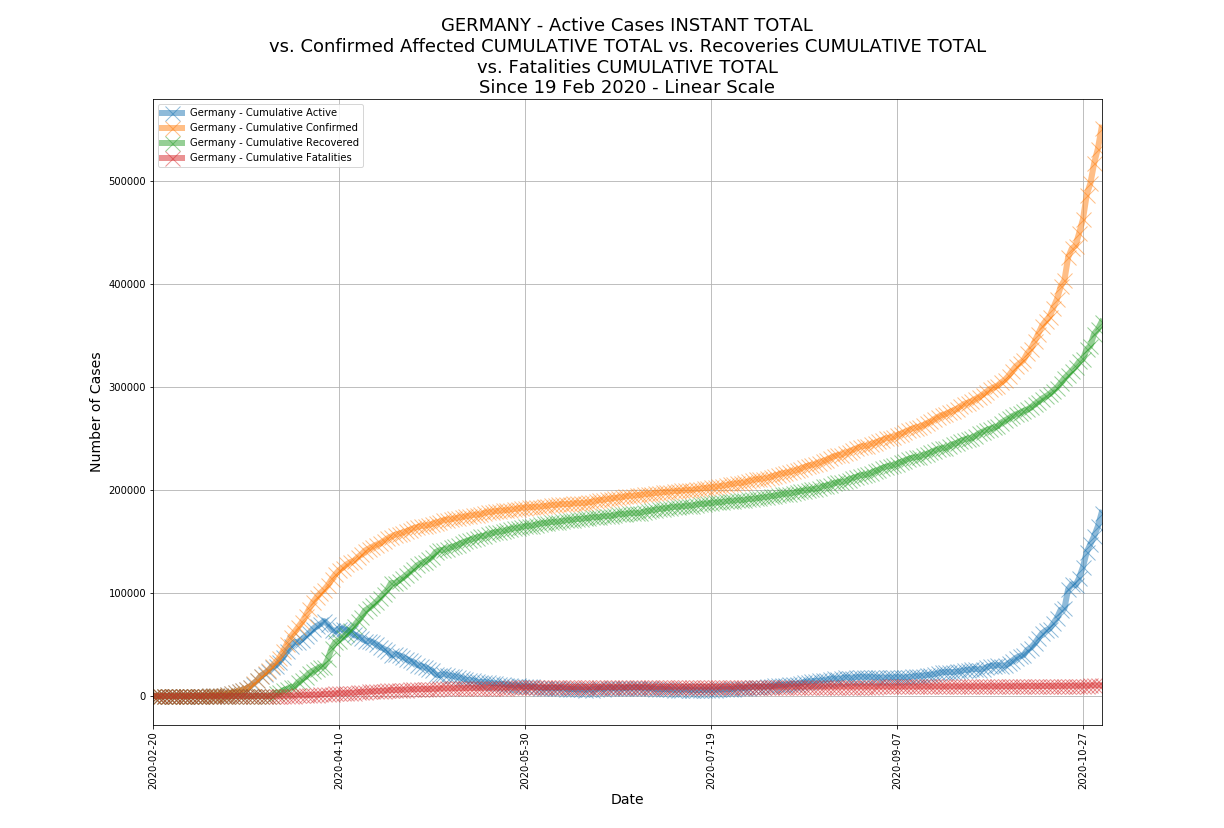 GERMANY - Active Cases INSTANT TOTAL
vs. Confirmed Affected CUMULATIVE TOTAL vs. Recoveries CUMULATIVE TOTAL
vs. Fatalities CUMULATIVE TOTAL
Since 19 Feb 2020 - Linear Scale
Germany - Cumulative Active
Germany - Cumulative Confirmed
Germany - Cumulative Recovered
Germany - Cumulative Fatalities
Number of Cases
500000
400000
300000
200000
100000
0
2020-02-20
2020-04-10
2020-05-30
2020-07-19
2020-09-07
2020-10-27
Date